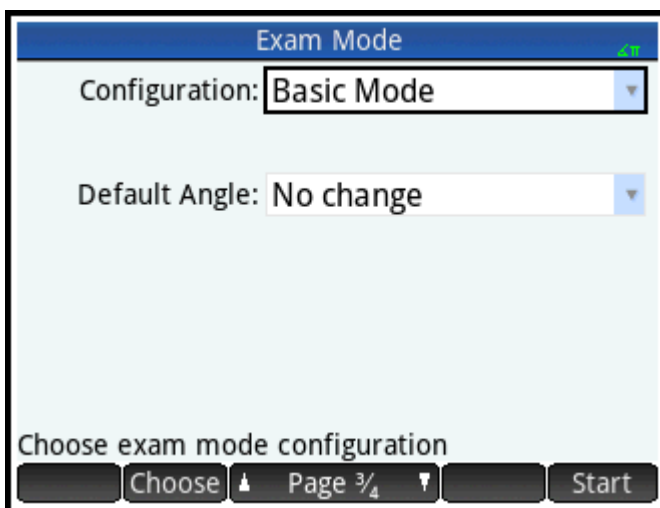 Exam Mode
∡π
Configuration: Basic Mode
Default Angle: No change
Choose exam mode configuration
Choose Page ¾ Start